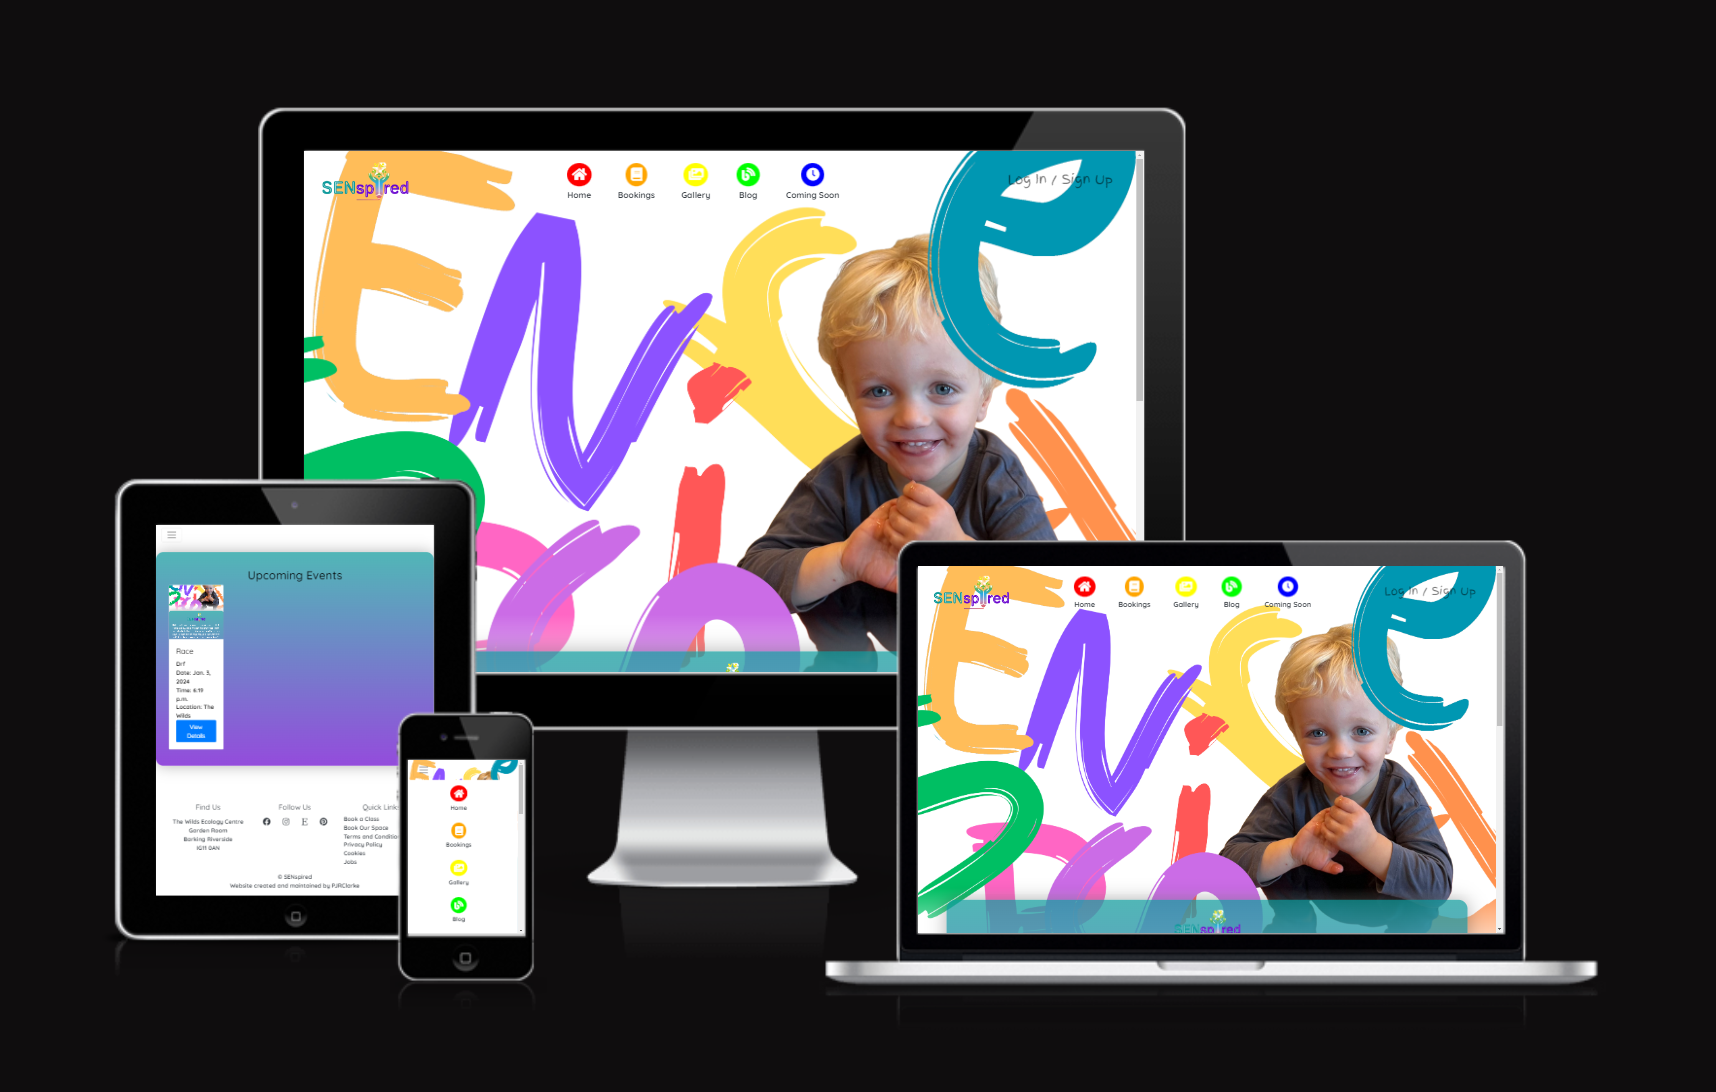 SENspired
Home
Bookings
Gallery
Blog
Coming Soon
Log In / Sign Up
Upcoming Events
Race
Drf
Date: Jan. 3,
2024
Time: 6:19
p.m.
Location: The
Wilds
View
Details
Find Us
The Wilds Ecology Centre
Garden Room
Barking Riverside
IG11 0AN
Follow Us
Quick Links
Book a Class
Book Our Space
Terms and Condition
Privacy Policy
Cookies
Jobs
© SENspired
Website created and maintained by PJRClarke
Home
Bookings
Gallery
Blog
SENspired
Home
Bookings
Gallery
Blog
Coming Soon
Log In / Sign Up
SENspired